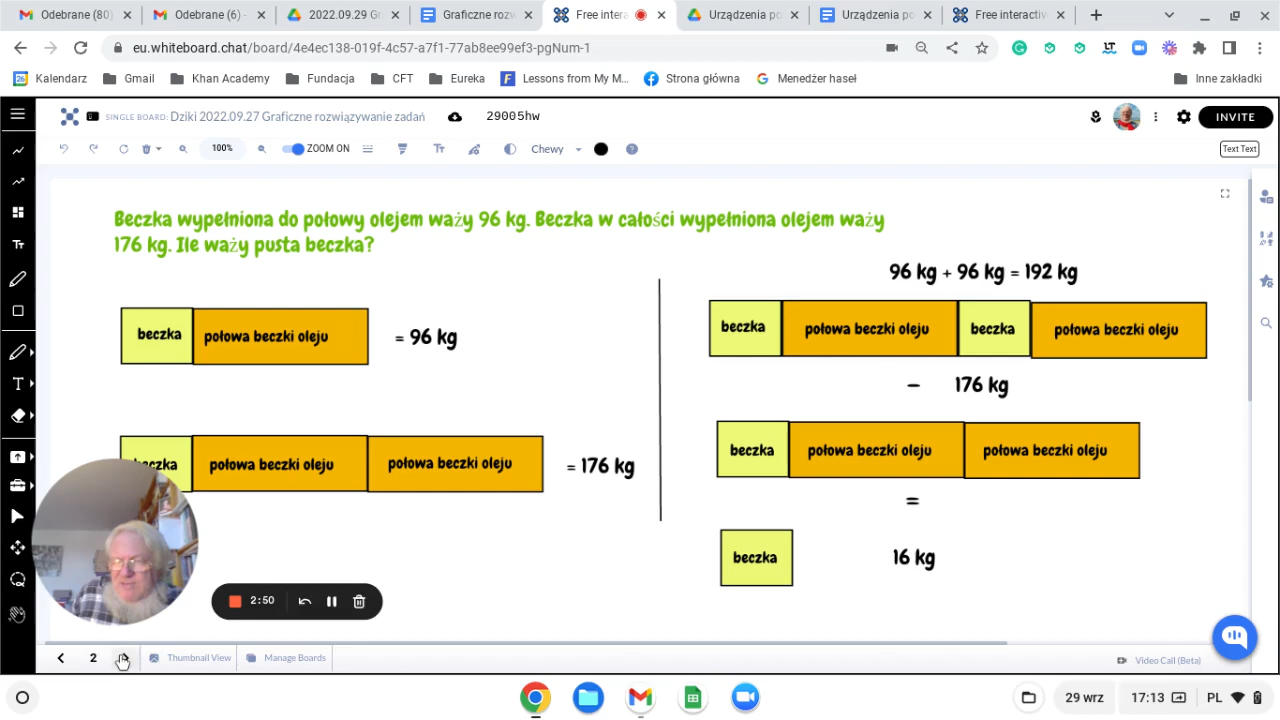 Odebrane (80)
Odebrane (6) -
2022.09.29 Gr
Graficzne rozw
Free intera
Urządzenia po
Urządzenia po
Free interactiv
eu.whiteboard.chat/board/4e4ec138-019f-4c57-a7f1-77ab8ee99ef3-pgNum-1
Kalendarz
Gmail
Khan Academy
Fundacja
CFT
Eureka
Lessons from My M...
Strona główna
Menedżer haseł
Inne zakładki
SINGLE BOARD: Dziki 2022.09.27 Graficzne rozwiązywanie zadań
29005hw
INVITE
100%
ZOOM ON
Chewy
Text Text
Beczka wypełniona do połowy olejem waży 96 kg. Beczka w całości wypełniona olejem waży
176 kg. Ile waży pusta beczka?
beczka
połowa beczki oleju
= 96 kg
beczka
połowa beczki oleju
połowa beczki oleju
= 176 kg
96 kg + 96 kg = 192 kg
beczka
połowa beczki oleju
beczka
połowa beczki oleju
– 176 kg
beczka
połowa beczki oleju
połowa beczki oleju
=
beczka
16 kg
2:50
2
Thumbnail View
Manage Boards
Video Call (Beta)
29 wrz
17:13
PL